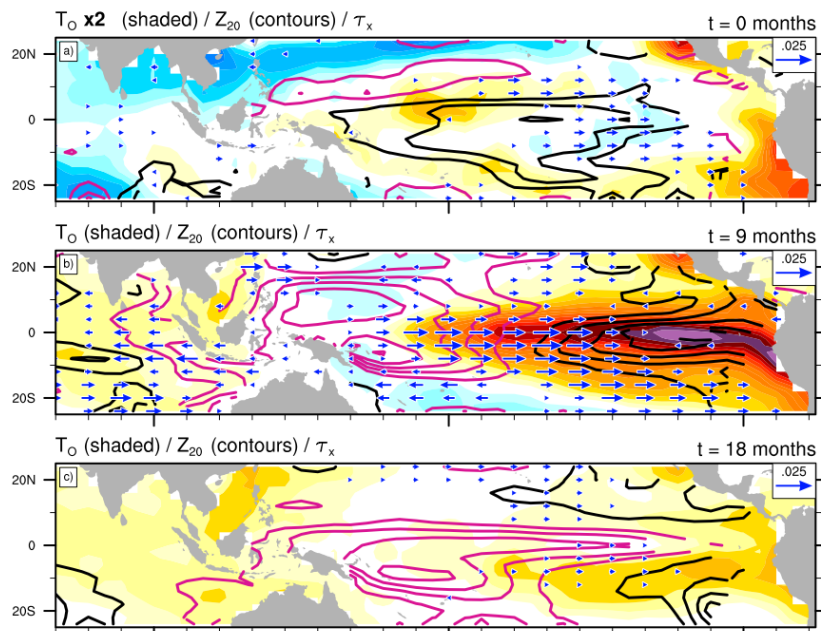 T_O x2 (shaded) / Z_20 (contours) / τ_x
t = 0 months
a)
.025
20N
0
20S
T_O (shaded) / Z_20 (contours) / τ_x
t = 9 months
b)
.025
20N
0
20S
T_O (shaded) / Z_20 (contours) / τ_x
t = 18 months
c)
.025
20N
0
20S